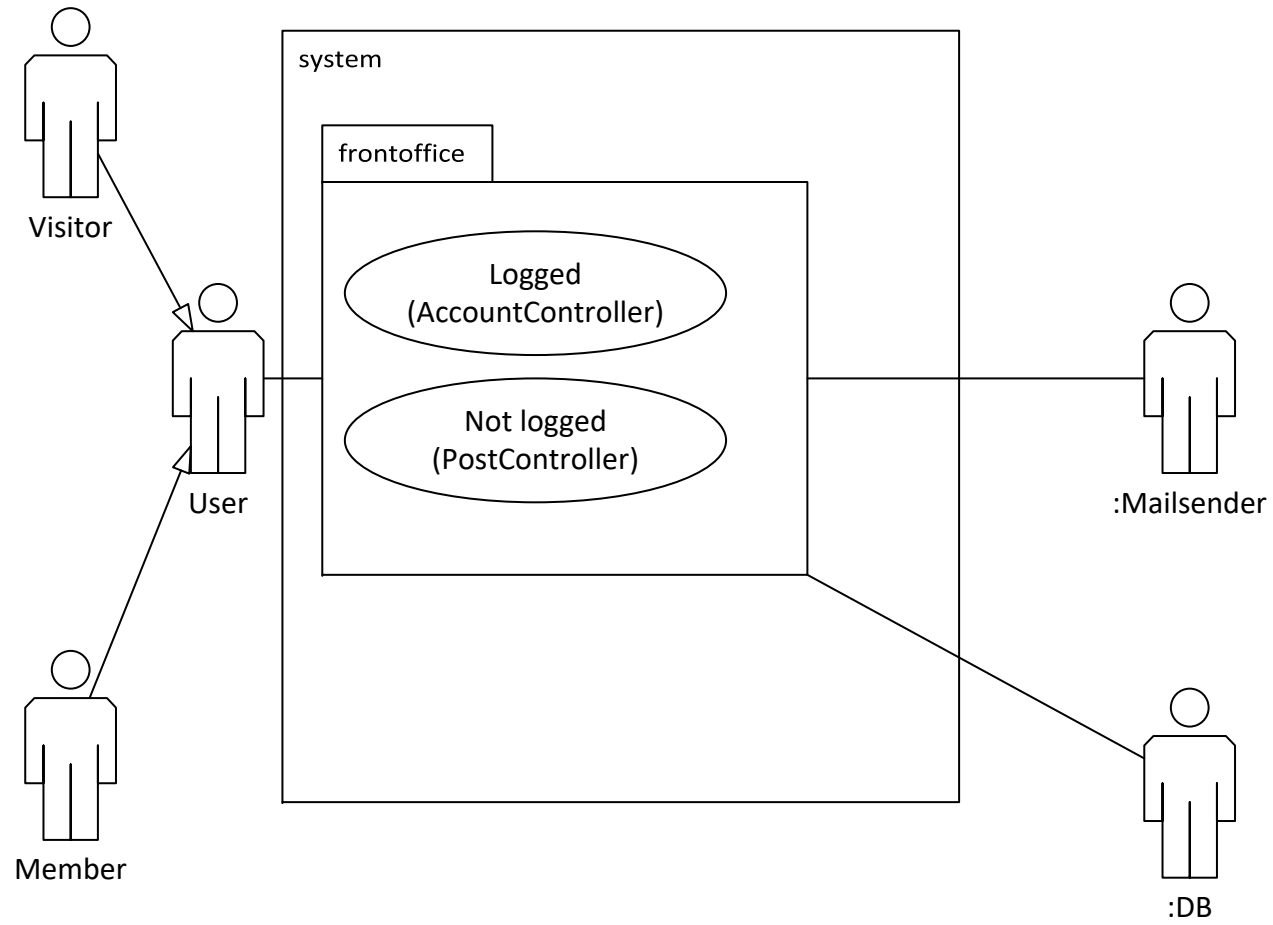 system
frontoffice
Visitor
Logged
(AccountController)
Not logged
(PostController)
User
:Mailsender
Member
:DB